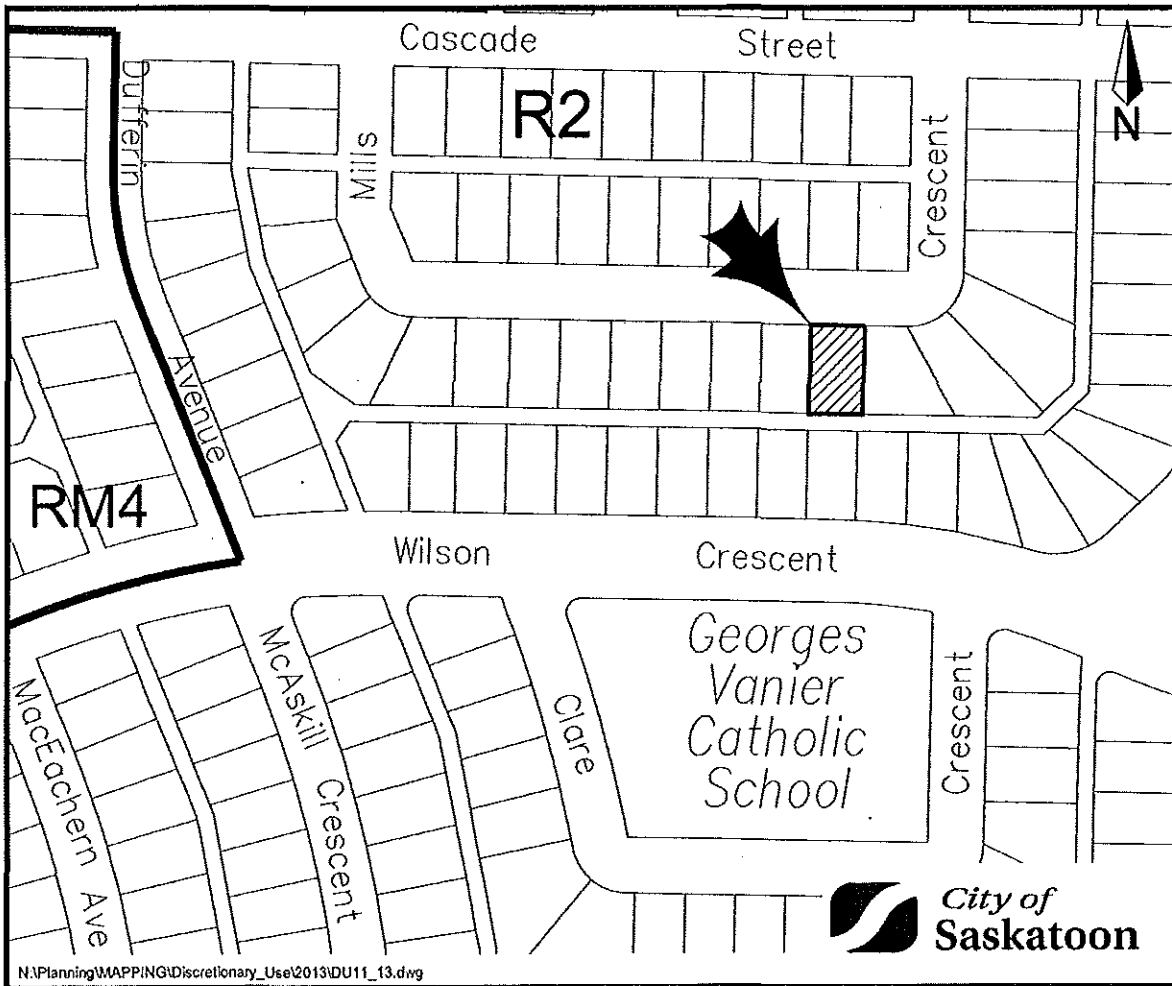 Cascade Street
R2
N
Dufferin
Avenue
Mills
Crescent
RM4
Wilson Crescent
Georges
Vanier
Catholic
School
Clare
Crescent
McAskill Crescent
MacEachern Ave
City of
Saskatoon
N:\Planning\MAPPING\Discretionary_Use\2013\DU11_13.dwg